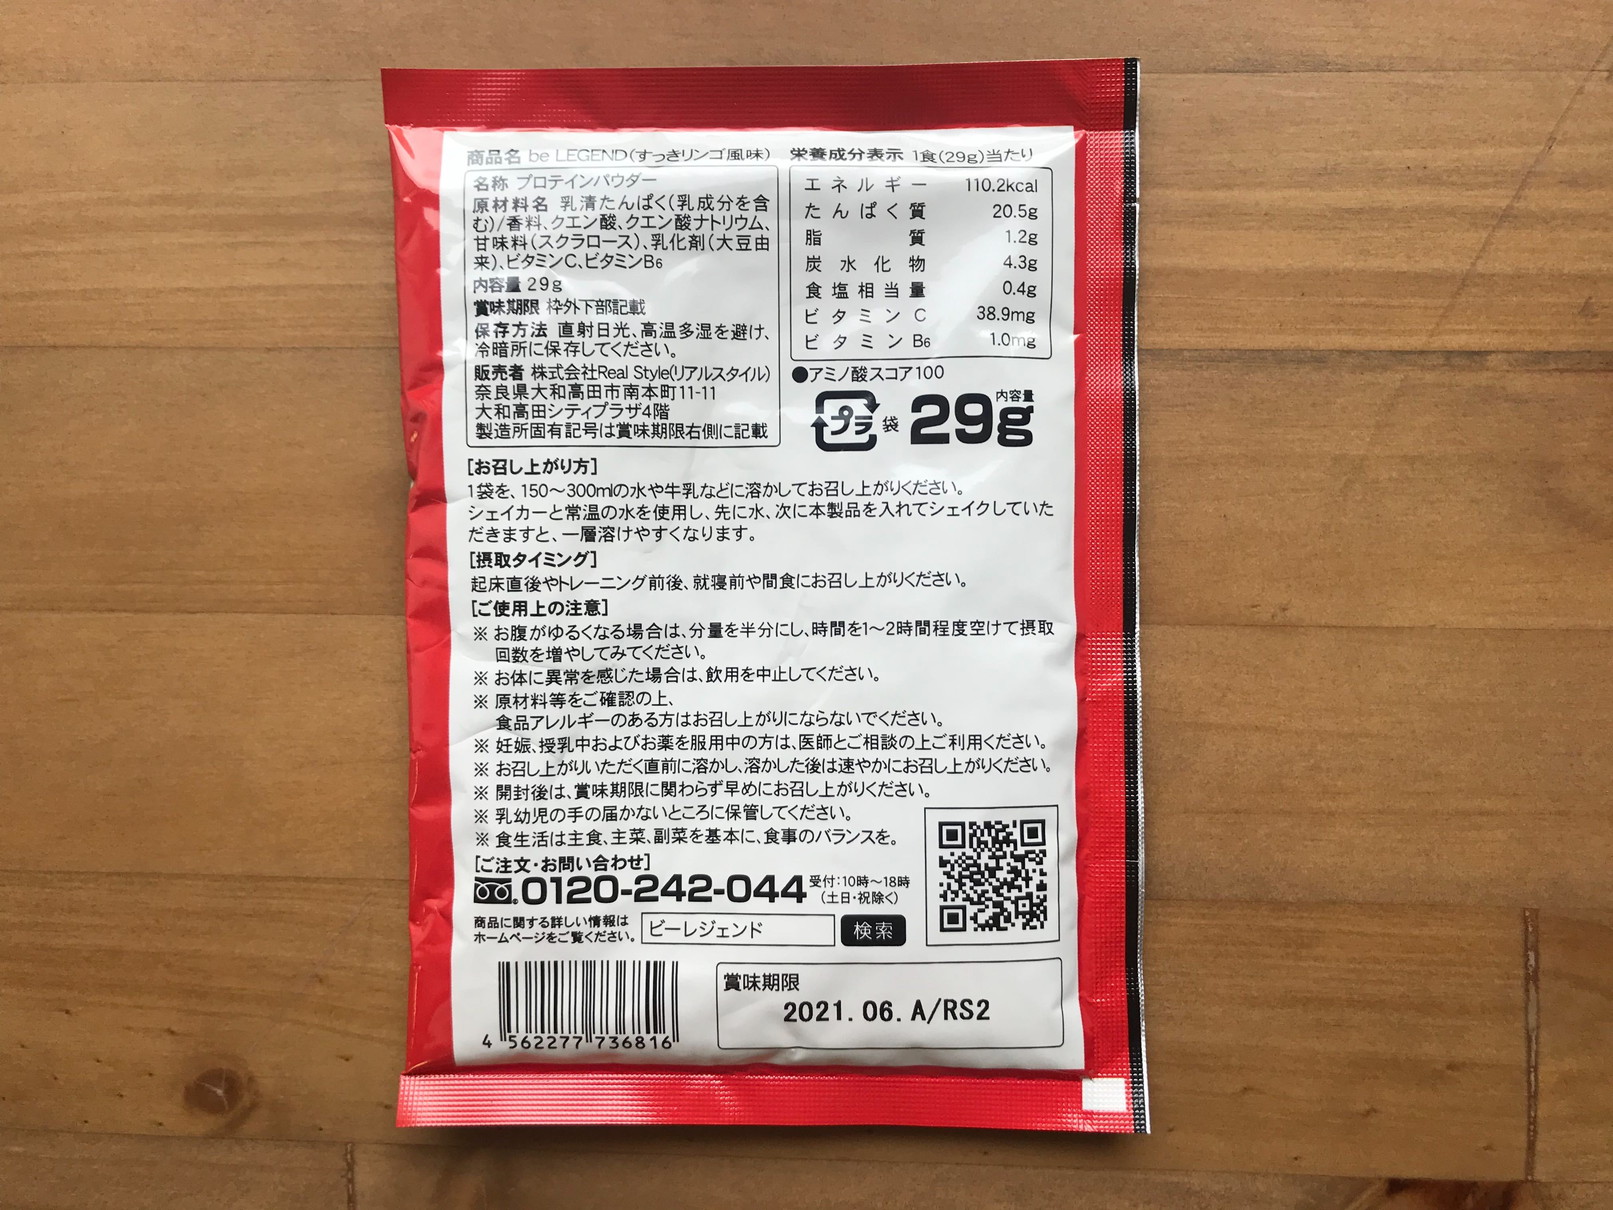 商品名 be LEGEND(すっきりンゴ風味)
名称 プロテインパウダー
原材料名 乳清たんぱく(乳成分を含
む)/香料、クエン酸、クエン酸ナトリウム、
甘味料(スクラロース)、乳化剤(大豆由
来)、ビタミンC、ビタミンB6
内容量 29g
賞味期限 枠外下部記載
保存方法 直射日光、高温多湿を避け、
冷暗所に保存してください。
販売者 株式会社Real Style(リアルスタイル)
奈良県大和高田市南本町11-11
大和高田シティプラザ4階
製造所固有記号は賞味期限右側に記載
栄養成分表示 1食(29g)当たり
エネルギー 110.2kcal
たんぱく質 20.5g
脂質 1.2g
炭水化物 4.3g
食塩相当量 0.4g
ビタミンC 38.9mg
ビタミンB6 1.0mg
●アミノ酸スコア100
プラ 袋 内容量 29g
[お召し上がり方]
1袋を、150〜300mlの水や牛乳などに溶かしてお召し上がりください。
シェイカーと常温の水を使用し、先に水、次に本製品を入れてシェイクしていた
だきますと、一層溶けやすくなります。
[摂取タイミング]
起床直後やトレーニング前後、就寝前や間食にお召し上がりください。
[ご使用上の注意]
※ お腹がゆるくなる場合は、分量を半分にし、時間を1〜2時間程度空けて摂取
回数を増やしてみてください。
※ お体に異常を感じた場合は、飲用を中止してください。
※ 原材料等をご確認の上、
食品アレルギーのある方はお召し上がりにならないでください。
※ 妊娠、授乳中およびお薬を服用中の方は、医師とご相談の上ご利用ください。
※ お召し上がりいただく直前に溶かし、溶かした後は速やかにお召し上がりください。
※ 開封後は、賞味期限に関わらず早めにお召し上がりください。
※ 乳幼児の手の届かないところに保管してください。
※ 食生活は主食、主菜、副菜を基本に、食事のバランスを。
[ご注文・お問い合わせ]
0120-242-044 受付:10時〜18時
(土日・祝除く)
商品に関する詳しい情報は
ホームページをご覧ください。 ビーレジェンド 検索
4 562277 736816
賞味期限
2021.06.A/RS2